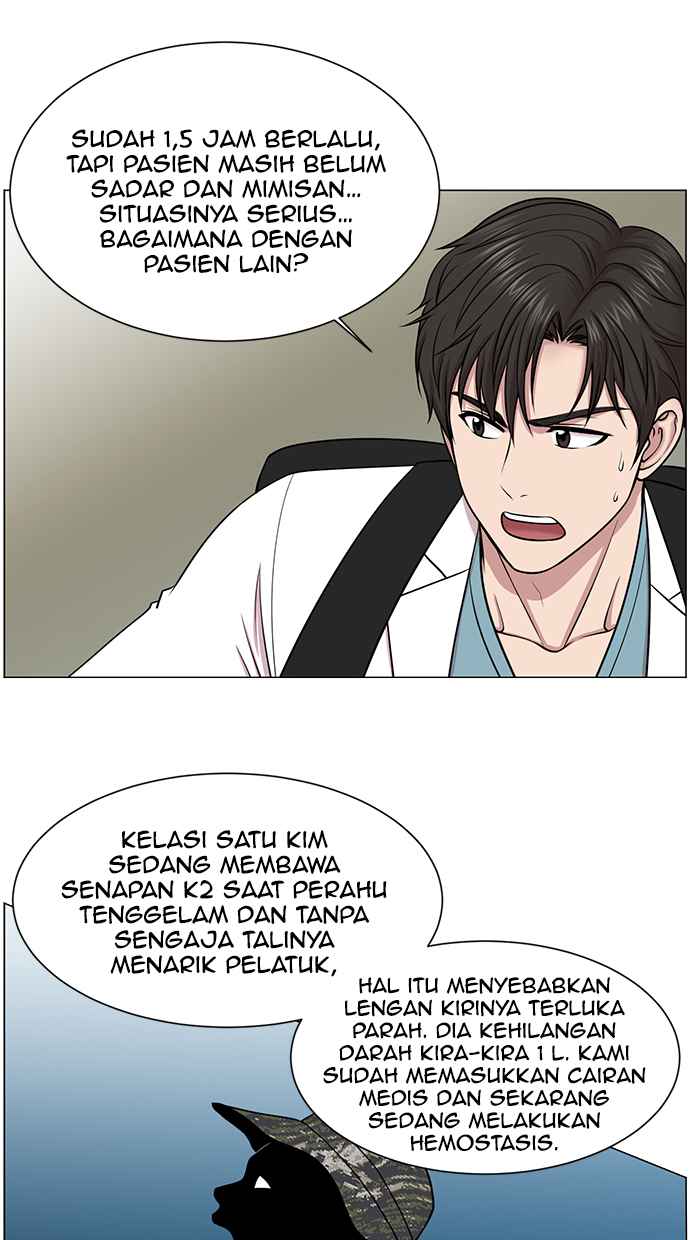 SUDAH 1,5 JAM BERLALU,
TAPI PASIEN MASIH BELUM
SADAR DAN MIMISAN...
SITUASINYA SERIUS...
BAGAIMANA DENGAN
PASIEN LAIN?
KELASI SATU KIM
SEDANG MEMBAWA
SENAPAN K2 SAAT PERAHU
TENGGELAM DAN TANPA
SENGAJA TALINYA
MENARIK PELATUK,
HAL ITU MENYEBABKAN
LENGAN KIRINYA TERLUKA
PARAH. DIA KEHILANGAN
DARAH KIRA-KIRA 1 L. KAMI
SUDAH MEMASUKKAN CAIRAN
MEDIS DAN SEKARANG
SEDANG MELAKUKAN
HEMOSTASIS.